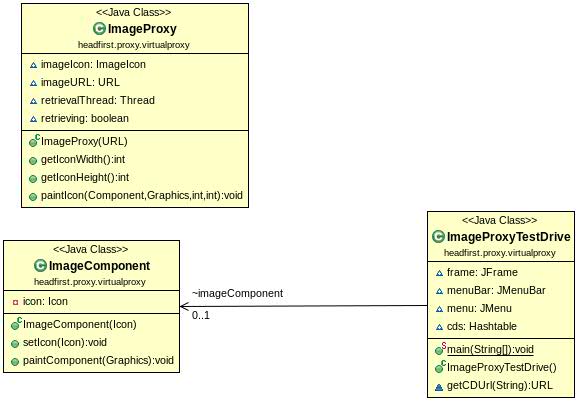 <<Java Class>>
ImageProxy
headfirst.proxy.virtualproxy
imageIcon: ImageIcon
imageURL: URL
retrievalThread: Thread
retrieving: boolean
ImageProxy(URL)
getIconWidth():int
getIconHeight():int
paintIcon(Component,Graphics,int,int):void
<<Java Class>>
ImageComponent
headfirst.proxy.virtualproxy
icon: Icon
ImageComponent(Icon)
setIcon(Icon):void
paintComponent(Graphics):void
~imageComponent
0..1
<<Java Class>>
ImageProxyTestDrive
headfirst.proxy.virtualproxy
frame: JFrame
menuBar: JMenuBar
menu: JMenu
cds: Hashtable
main(String[]):void
ImageProxyTestDrive()
getCDUrl(String):URL